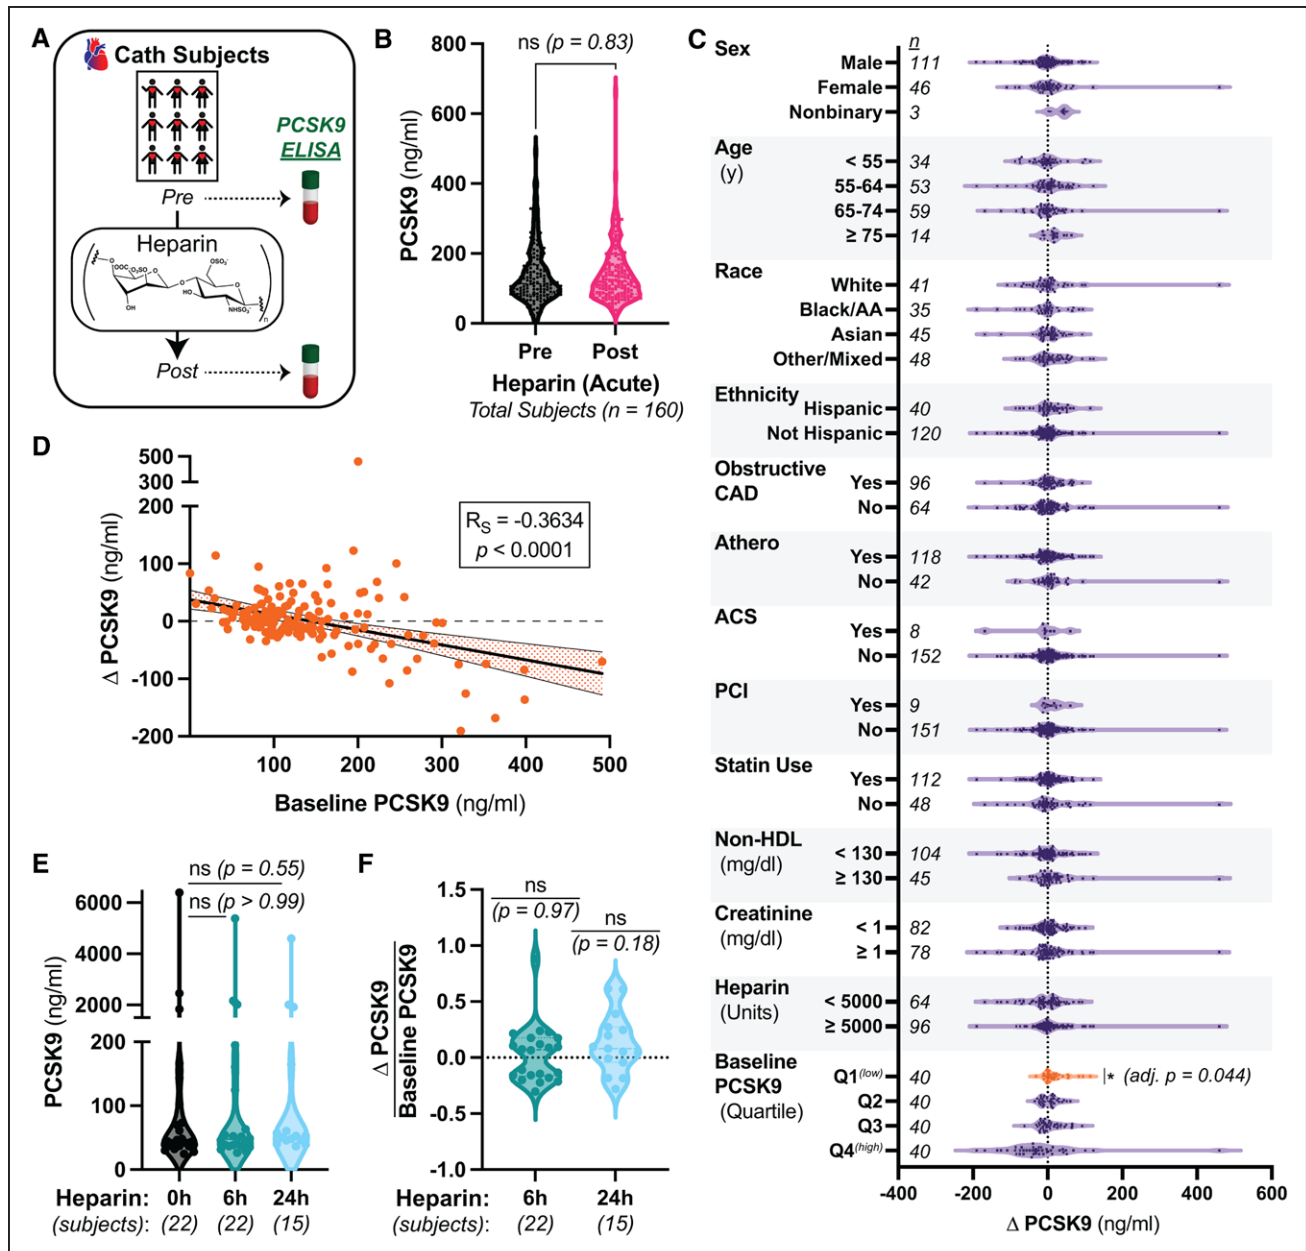 A
Cath Subjects
PCSK9
ELISA
Pre
Heparin
OSO3-
-OOC
O3SO
O
O
O
O
OH
HO
NHSO3-
n
Post
B
ns (p = 0.83)
PCSK9 (ng/ml)
800
600
400
200
0
Pre Post
Heparin (Acute)
Total Subjects (n = 160)
C
n
Sex
Male 111
Female 46
Nonbinary 3
Age
(y)
< 55 34
55-64 53
65-74 59
≥ 75 14
Race
White 41
Black/AA 35
Asian 45
Other/Mixed 48
Ethnicity
Hispanic 40
Not Hispanic 120
Obstructive
CAD
Yes 96
No 64
Athero
Yes 118
No 42
ACS
Yes 8
No 152
PCI
Yes 9
No 151
Statin Use
Yes 112
No 48
Non-HDL
(mg/dl)
< 130 104
≥ 130 45
Creatinine
(mg/dl)
< 1 82
≥ 1 78
Heparin
(Units)
< 5000 64
≥ 5000 96
Baseline
PCSK9
(Quartile)
Q1(low) 40 |* (adj. p = 0.044)
Q2 40
Q3 40
Q4(high) 40
-400 -200 0 200 400 600
Δ PCSK9 (ng/ml)
D
Δ PCSK9 (ng/ml)
500
300
200
100
0
-100
-200
RS = -0.3634
p < 0.0001
100 200 300 400 500
Baseline PCSK9 (ng/ml)
E
ns (p = 0.55)
ns (p > 0.99)
PCSK9 (ng/ml)
6000
4000
2000
200
100
0
Heparin: 0h 6h 24h
(subjects): (22) (22) (15)
F
Δ PCSK9
Baseline PCSK9
ns
(p = 0.97)
ns
(p = 0.18)
1.5
1.0
0.5
0.0
-0.5
-1.0
Heparin: 6h 24h
(subjects): (22) (15)